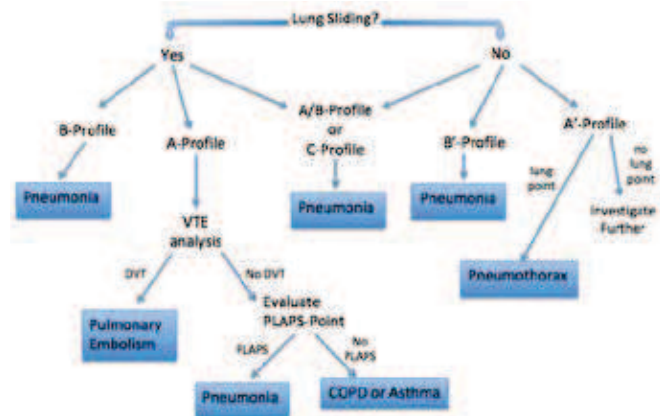 Lung Sliding?
Yes
No
B-Profile
A-Profile
A/B-Profile
or
C-Profile
B'-Profile
A'-Profile
Pneumonia
Pneumonia
Pneumonia
lung
point
no
lung
point
Investigate
Further
VTE
analysis
DVT
No DVT
Pneumothorax
Pulmonary
Embolism
Evaluate
PLAPS-Point
PLAPS
No
PLAPS
Pneumonia
COPD or Asthma